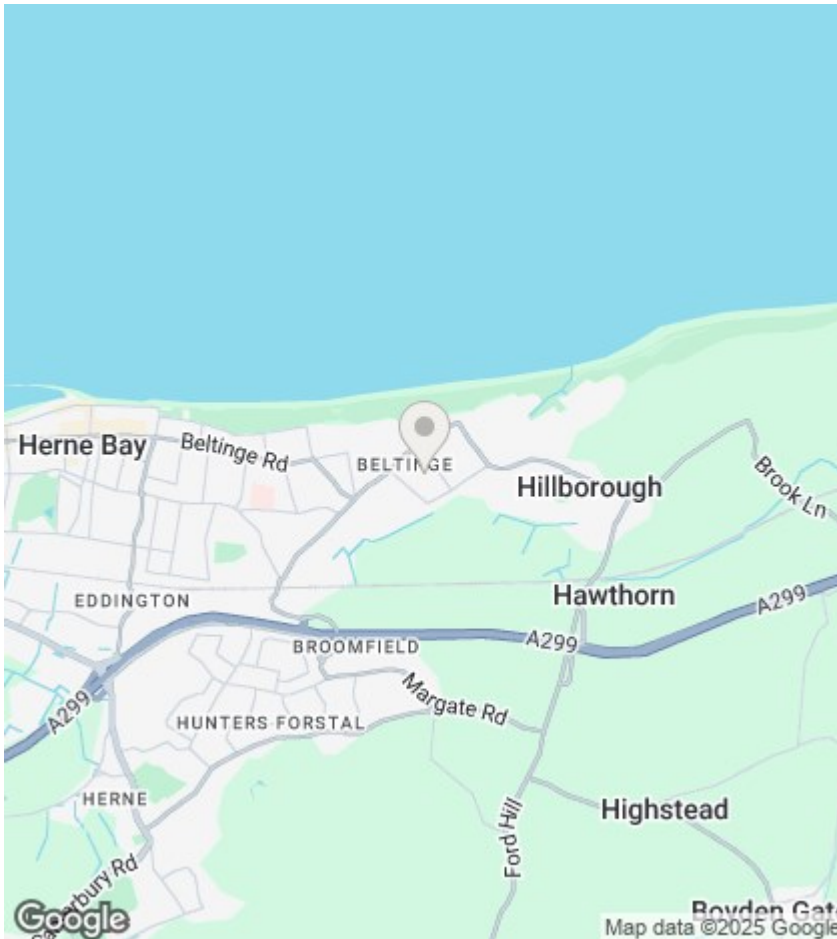 Herne Bay
Beltinge Rd
BELTINGE
Hillborough
Brook Ln
EDDINGTON
Hawthorn
A299
BROOMFIELD
A299
A299
Margate Rd
HUNTERS FORSTAL
HERNE
Highstead
Ford Hill
Canterbury Rd
Boyden Gate
Google
Map data ©2025 Google